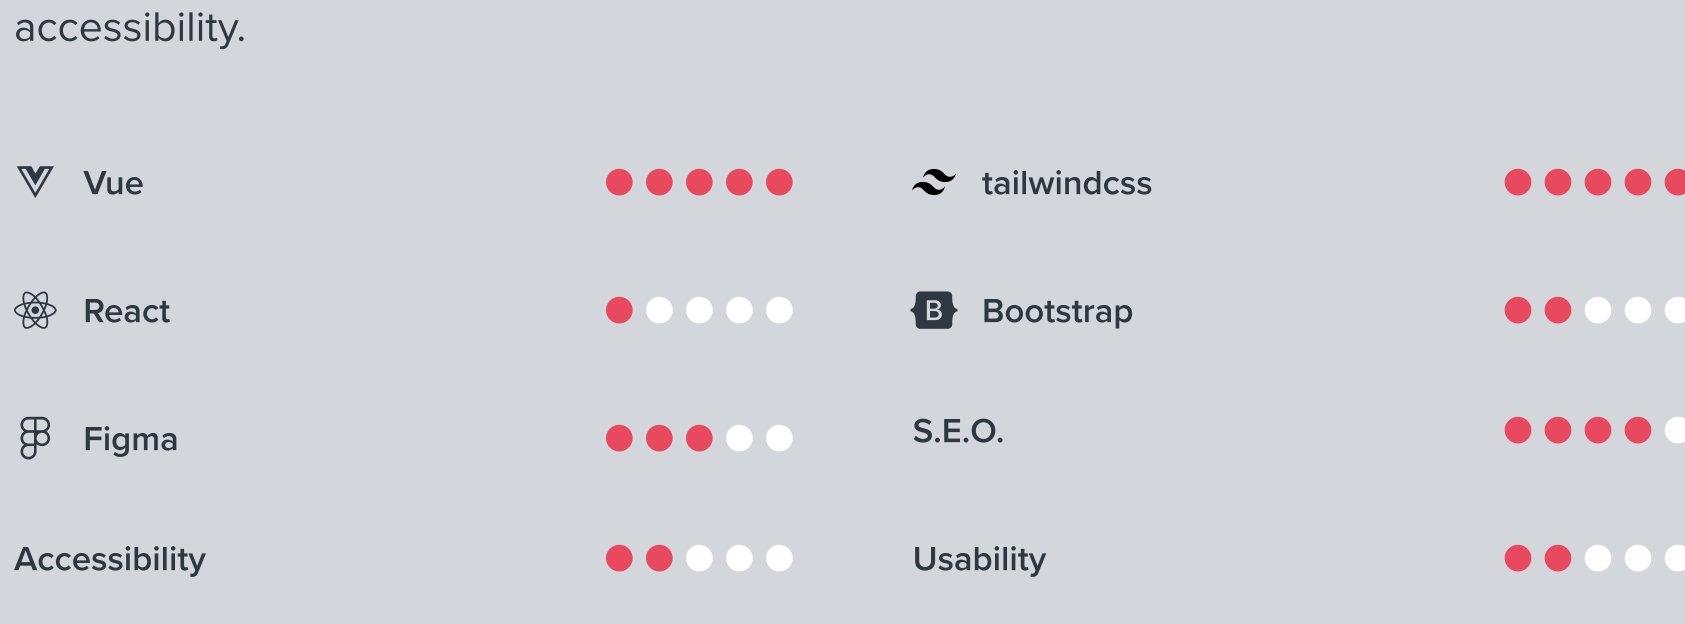 accessibility.
Vue
tailwindcss
React
B Bootstrap
Figma
S.E.O.
Accessibility
Usability